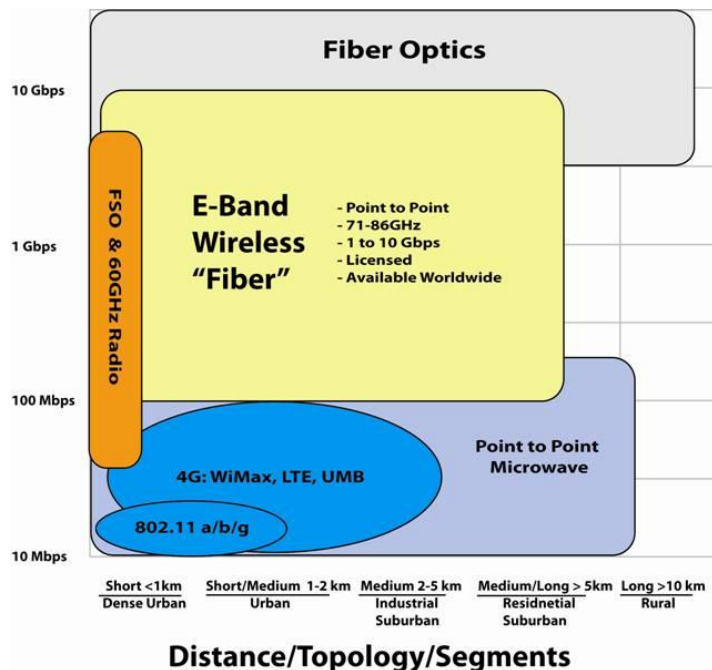 Fiber Optics
10 Gbps
FSO & 60GHz Radio
E-Band
Wireless
“Fiber”
- Point to Point
- 71-86GHz
- 1 to 10 Gbps
- Licensed
- Available Worldwide
1 Gbps
100 Mbps
Point to Point
Microwave
4G: WiMax, LTE, UMB
802.11 a/b/g
10 Mbps
Short <1km
Dense Urban
Short/Medium 1-2 km
Urban
Medium 2-5 km
Industrial
Suburban
Medium/Long > 5km
Residnetial
Suburban
Long >10 km
Rural
Distance/Topology/Segments